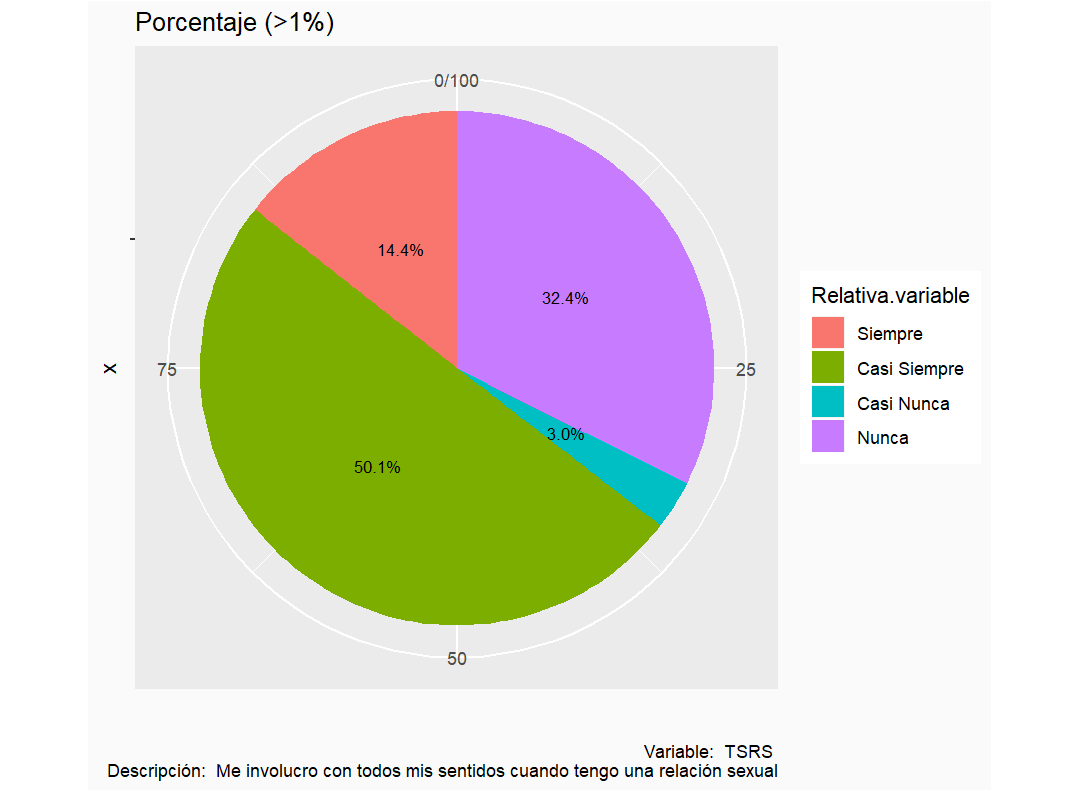 Porcentaje (>1%)
0/100
14.4%
32.4%
Relativa.variable
Siempre
Casi Siempre
Casi Nunca
Nunca
x
75
25
3.0%
50.1%
50
Variable:  TSRS
Descripción:  Me involucro con todos mis sentidos cuando tengo una relación sexual